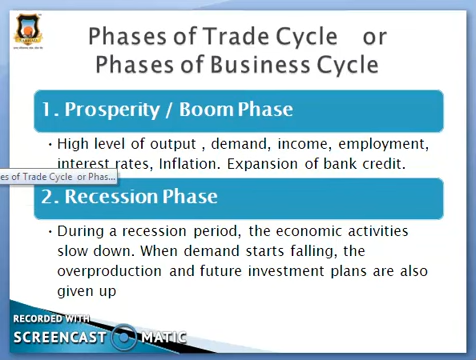 Phases of Trade Cycle or
Phases of Business Cycle
1. Prosperity / Boom Phase
• High level of output , demand, income, employment,
interest rates, Inflation. Expansion of bank credit.
es of Trade Cycle or Phas...
2. Recession Phase
• During a recession period, the economic activities
slow down. When demand starts falling, the
overproduction and future investment plans are also
given up
RECORDED WITH
SCREENCAST MATIC